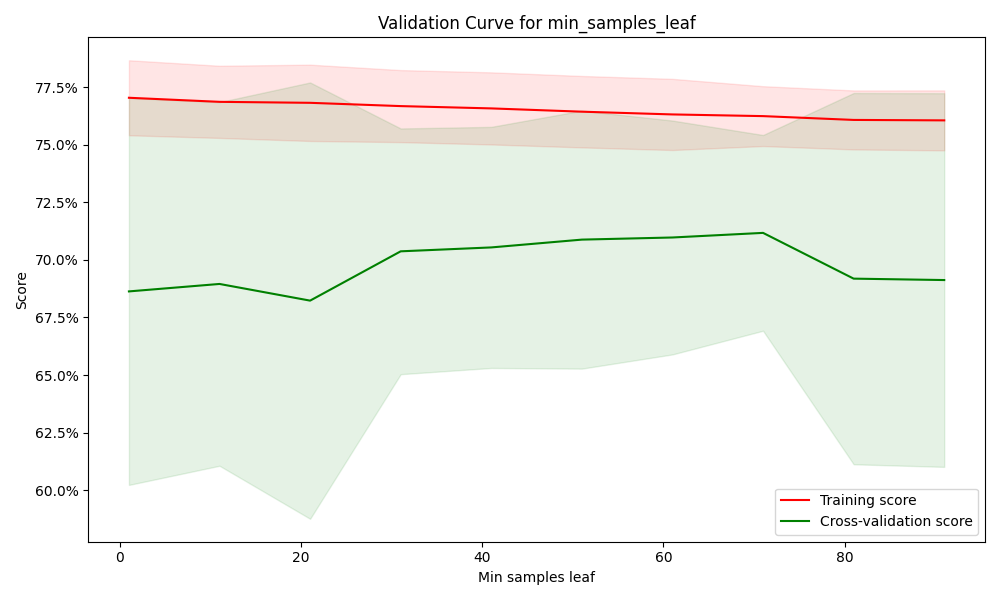 Validation Curve for min_samples_leaf
Score
77.5%
75.0%
72.5%
70.0%
67.5%
65.0%
62.5%
60.0%
0 20 40 60 80
Min samples leaf
Training score
Cross-validation score